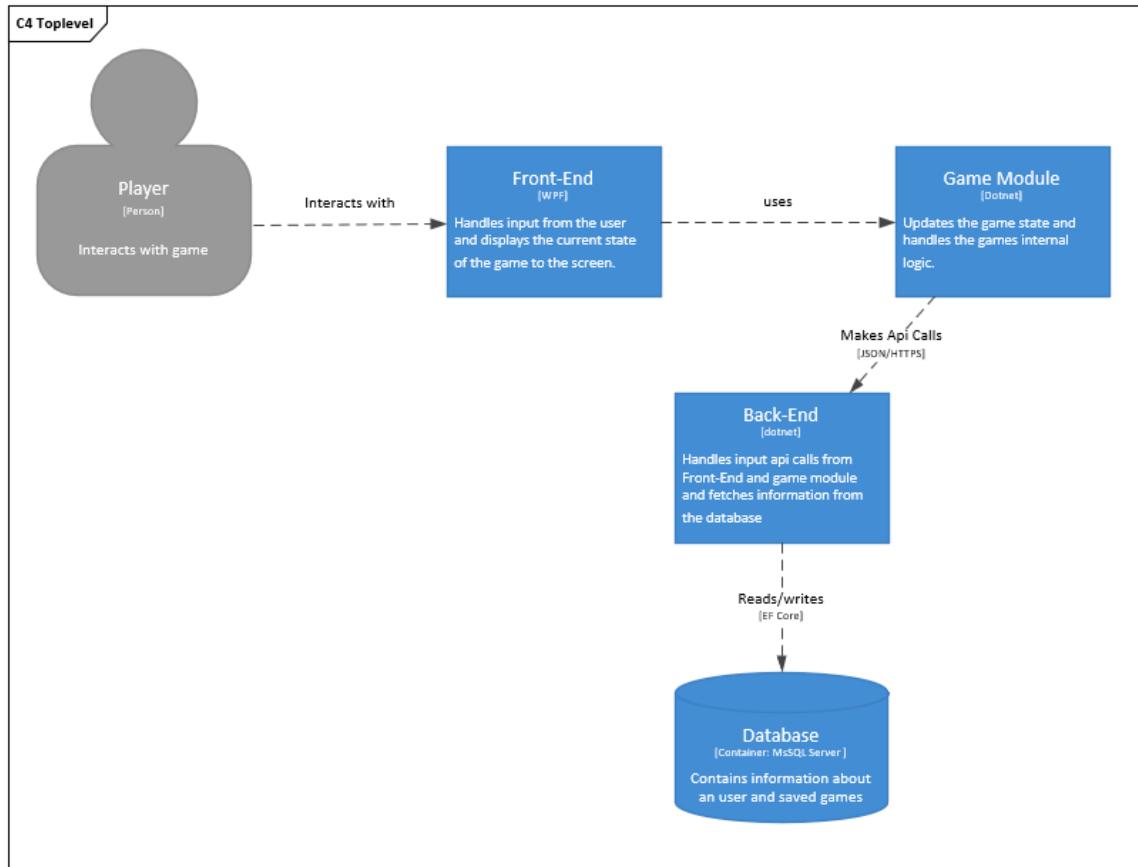 C4 Toplevel
Player
[Person]
Interacts with game
Interacts with
Front-End
[WPF]
Handles input from the user
and displays the current state
of the game to the screen.
uses
Game Module
[Dotnet]
Updates the game state and
handles the games internal
logic.
Makes Api Calls
[JSON/HTTPS]
Back-End
[dotnet]
Handles input api calls from
Front-End and game module
and fetches information from
the database
Reads/writes
[EF Core]
Database
[Container: MsSQL Server ]
Contains information about
an user and saved games